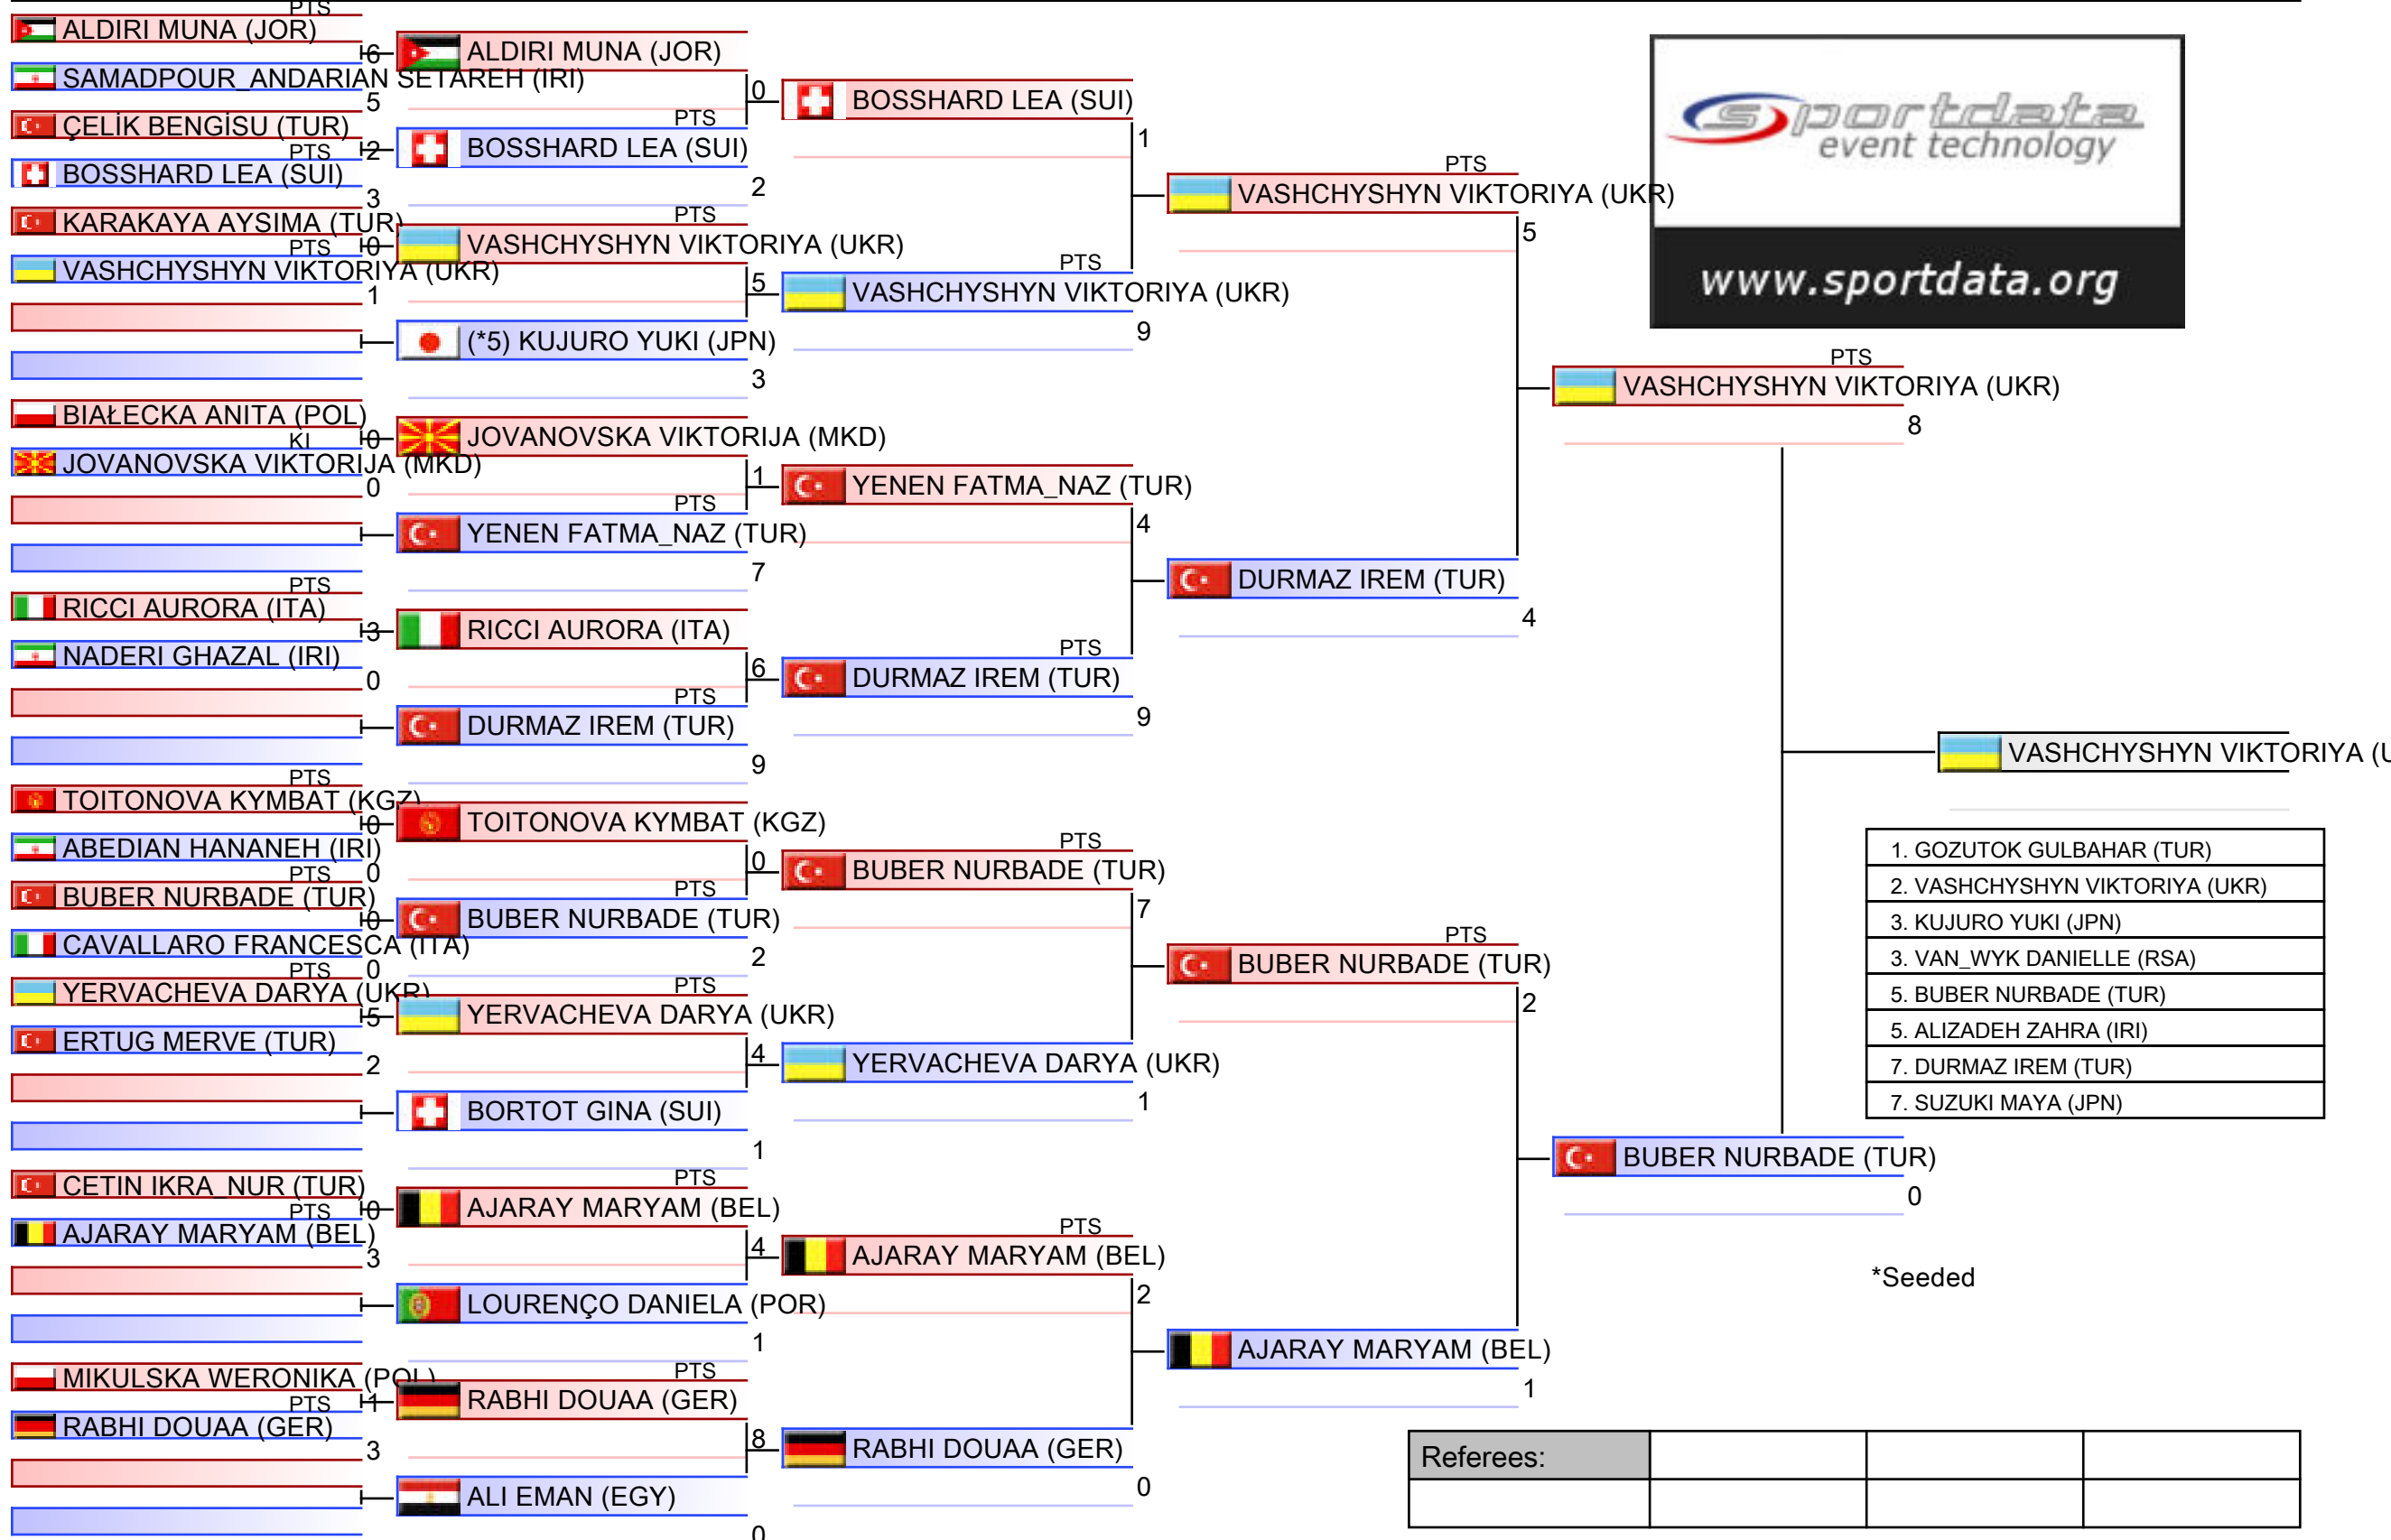 PTS
ALDIRI MUNA (JOR)
6
SAMADPOUR_ANDARIAN SETAREH (IRI)
5
ÇELİK BENGİSU (TUR)
PTS
2
BOSSHARD LEA (SUI)
3
KARAKAYA AYSIMA (TUR)
PTS
0
VASHCHYSHYN VIKTORIYA (UKR)
1
BIAŁECKA ANITA (POL)
KI
0
JOVANOVSKA VIKTORIJA (MKD)
0
PTS
RICCI AURORA (ITA)
3
NADERI GHAZAL (IRI)
0
PTS
TOITONOVA KYMBAT (KGZ)
0
ABEDIAN HANANEH (IRI)
PTS
0
BUBER NURBADE (TUR)
0
CAVALLARO FRANCESCA (ITA)
PTS
0
YERVACHEVA DARYA (UKR)
5
ERTUG MERVE (TUR)
2
CETIN IKRA_NUR (TUR)
PTS
0
AJARAY MARYAM (BEL)
3
MIKULSKA WERONIKA (POL)
PTS
1
RABHI DOUAA (GER)
3
ALDIRI MUNA (JOR)
0
PTS
BOSSHARD LEA (SUI)
2
PTS
VASHCHYSHYN VIKTORIYA (UKR)
5
(*5) KUJURO YUKI (JPN)
3
JOVANOVSKA VIKTORIJA (MKD)
1
PTS
YENEN FATMA_NAZ (TUR)
7
RICCI AURORA (ITA)
6
PTS
DURMAZ IREM (TUR)
9
TOITONOVA KYMBAT (KGZ)
0
PTS
BUBER NURBADE (TUR)
2
PTS
YERVACHEVA DARYA (UKR)
4
BORTOT GINA (SUI)
1
PTS
AJARAY MARYAM (BEL)
4
LOURENÇO DANIELA (POR)
1
PTS
RABHI DOUAA (GER)
8
ALI EMAN (EGY)
0
BOSSHARD LEA (SUI)
1
PTS
VASHCHYSHYN VIKTORIYA (UKR)
9
YENEN FATMA_NAZ (TUR)
4
PTS
DURMAZ IREM (TUR)
9
PTS
BUBER NURBADE (TUR)
7
YERVACHEVA DARYA (UKR)
1
PTS
AJARAY MARYAM (BEL)
2
RABHI DOUAA (GER)
0
PTS
VASHCHYSHYN VIKTORIYA (UKR)
5
DURMAZ IREM (TUR)
4
PTS
BUBER NURBADE (TUR)
2
AJARAY MARYAM (BEL)
1
sportdata
event technology
www.sportdata.org
PTS
VASHCHYSHYN VIKTORIYA (UKR)
8
BUBER NURBADE (TUR)
0
VASHCHYSHYN VIKTORIYA (U
1. GOZUTOK GULBAHAR (TUR)
2. VASHCHYSHYN VIKTORIYA (UKR)
3. KUJURO YUKI (JPN)
3. VAN_WYK DANIELLE (RSA)
5. BUBER NURBADE (TUR)
5. ALIZADEH ZAHRA (IRI)
7. DURMAZ IREM (TUR)
7. SUZUKI MAYA (JPN)
*Seeded
Referees: